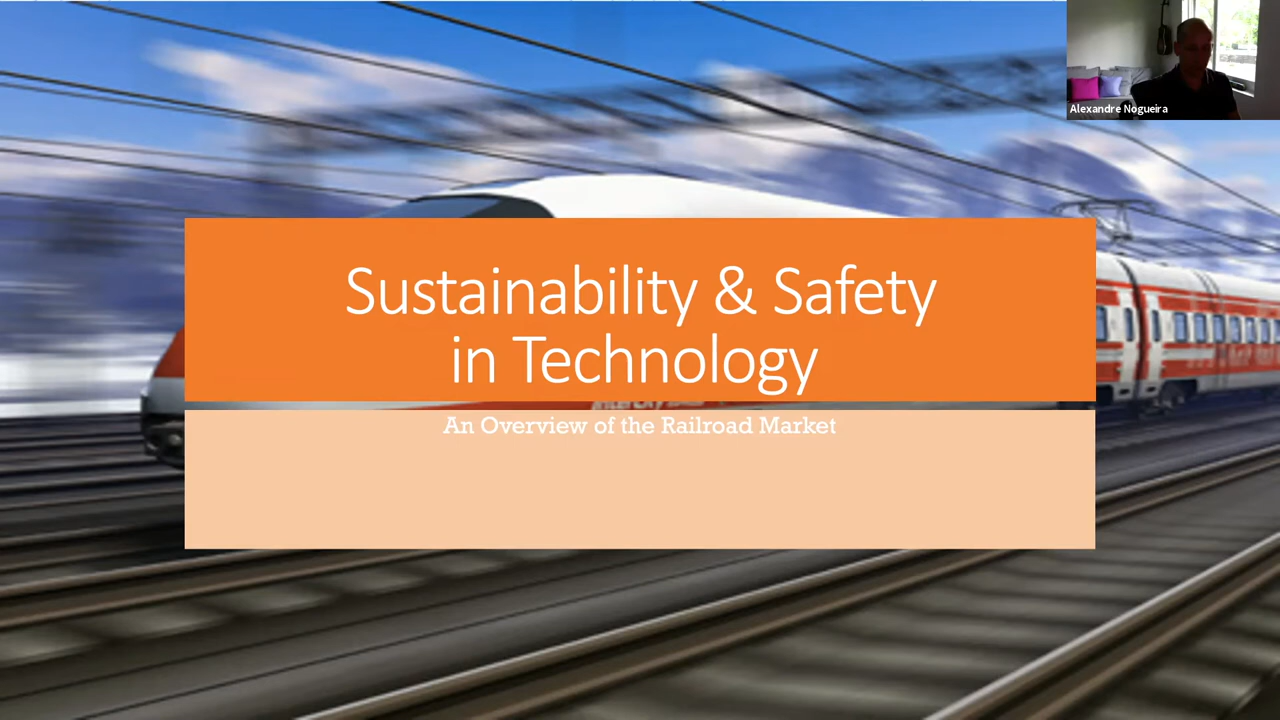 Alexandre Nogueira
Sustainability & Safety
in Technology
An Overview of the Railroad Market